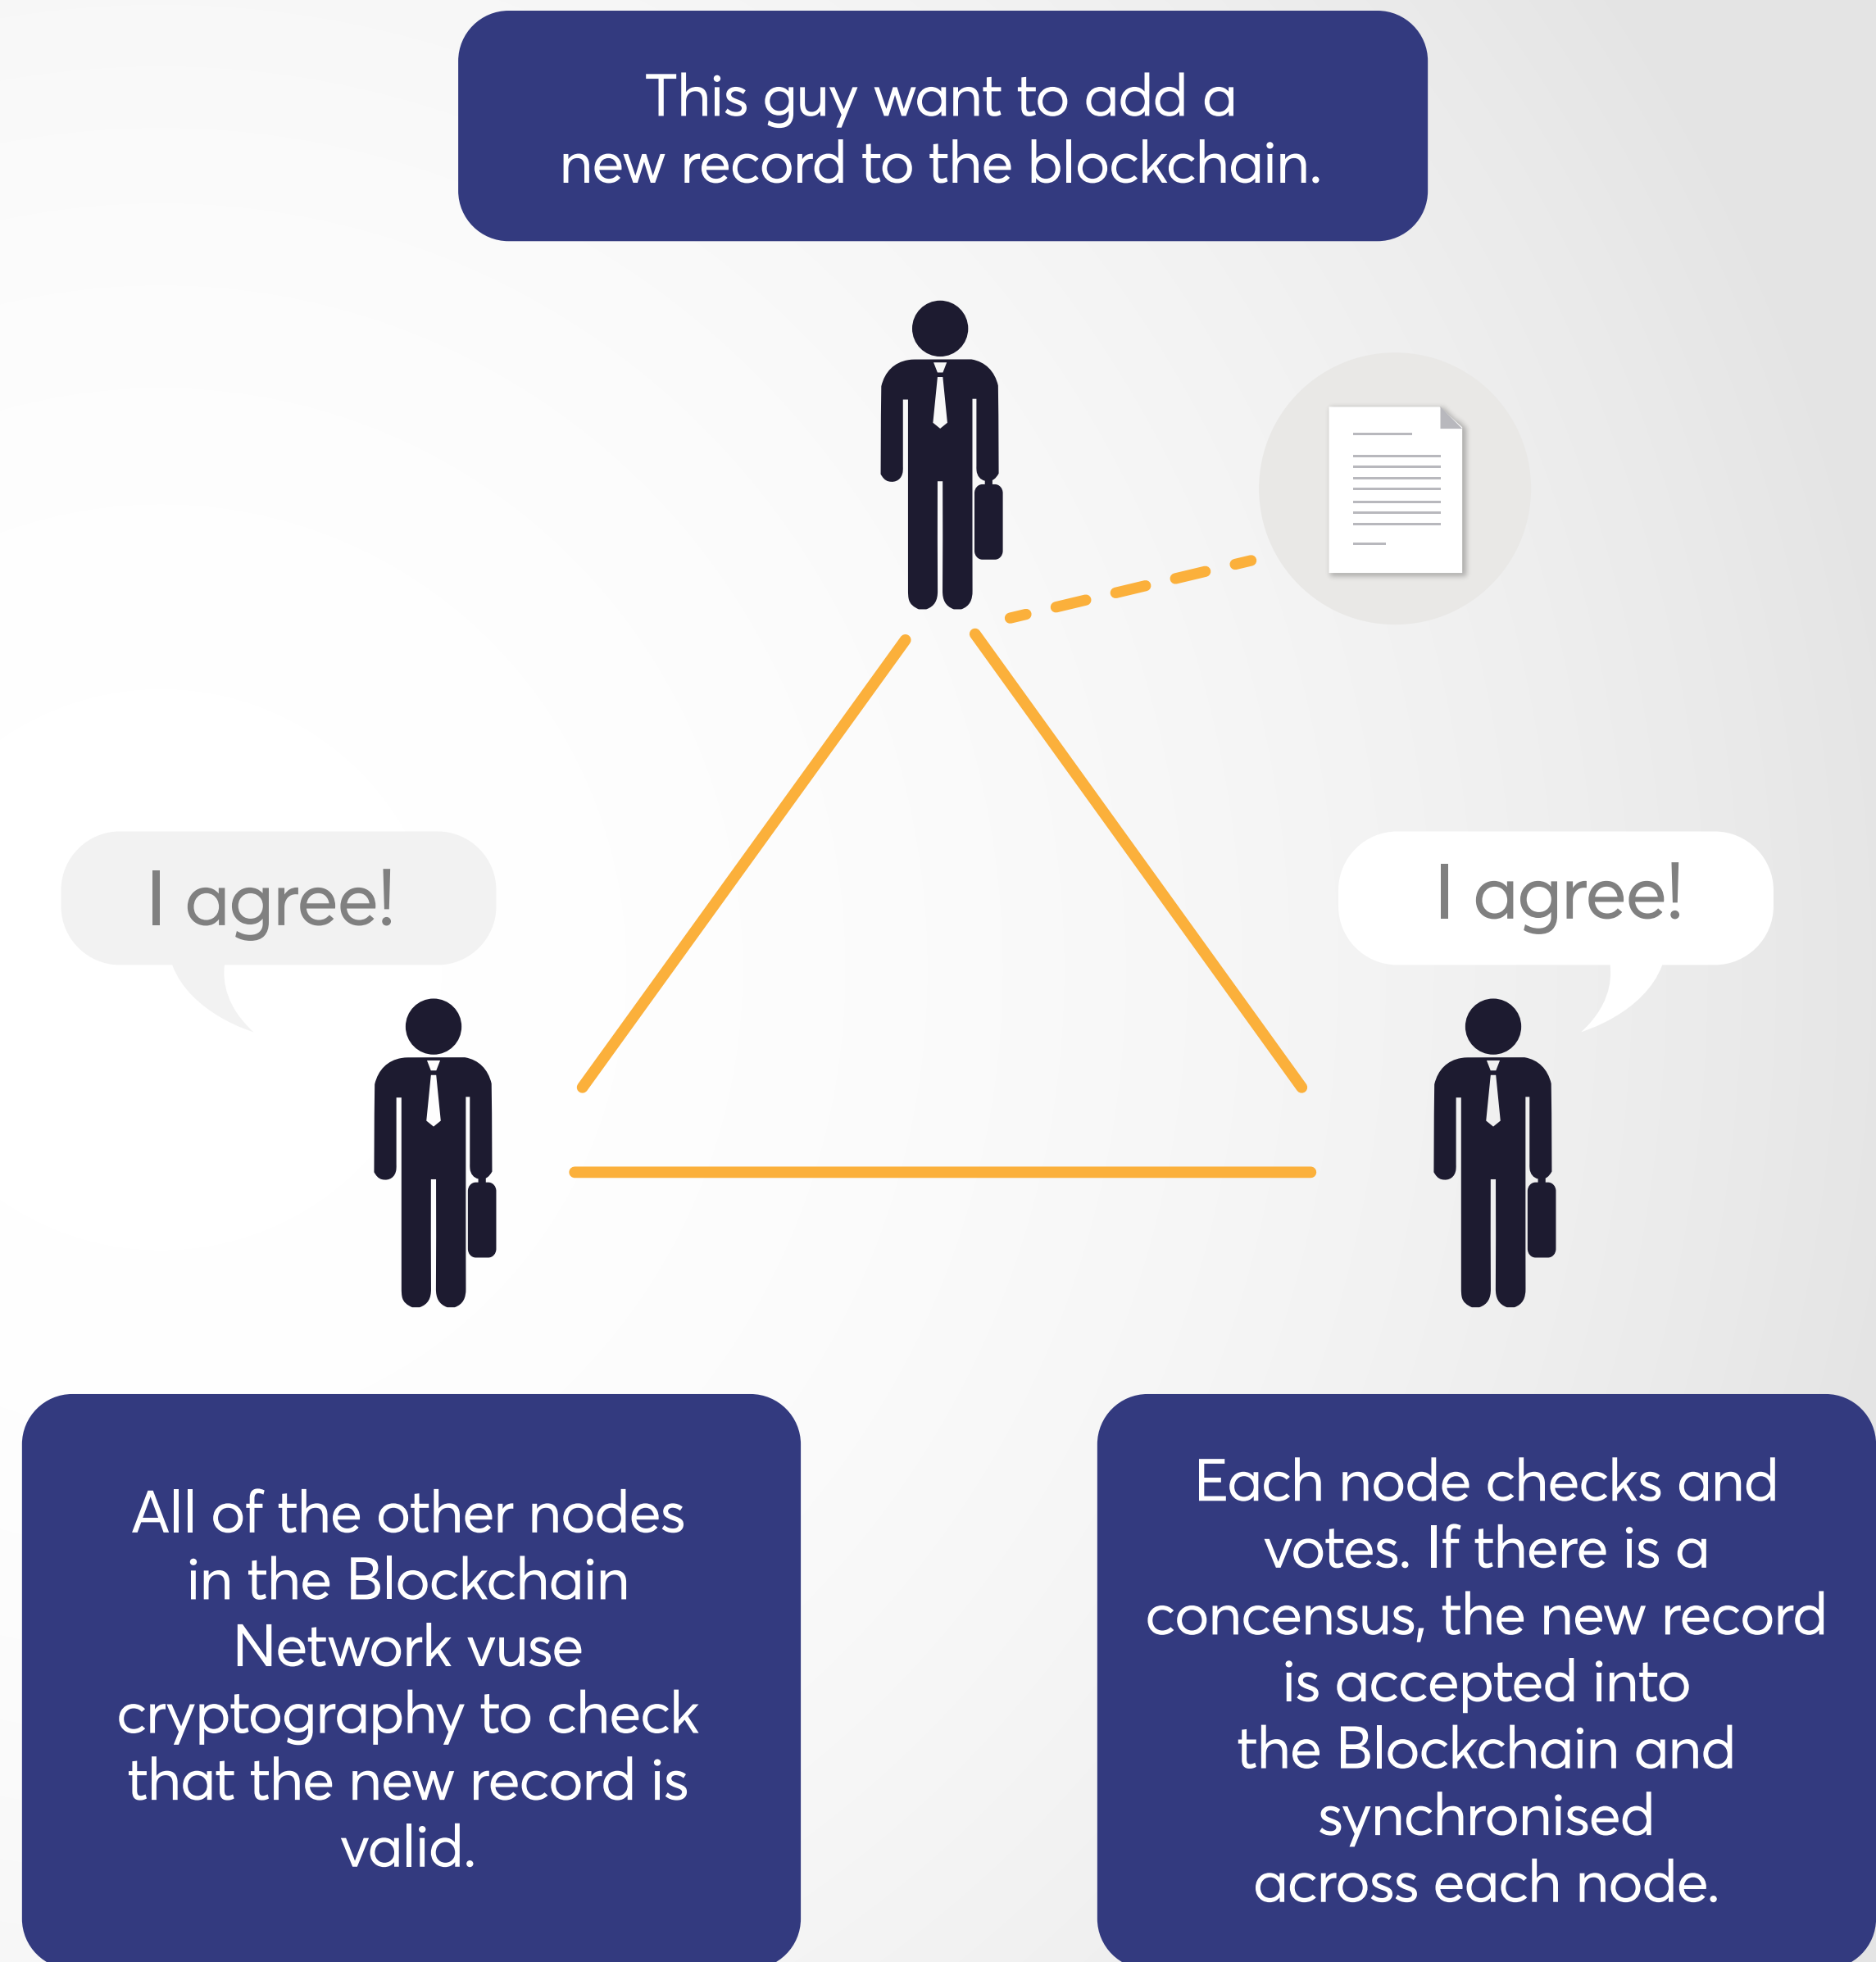 This guy want to add a
new record to the blockchain.
I agree!
I agree!
All of the other nodes
in the Blockchain
Network vuse
cryptography to check
that the new record is
valid.
Each node checks and
votes. If there is a
concensus, the new record
is accepted into
the Blockchain and
synchronised
across each node.